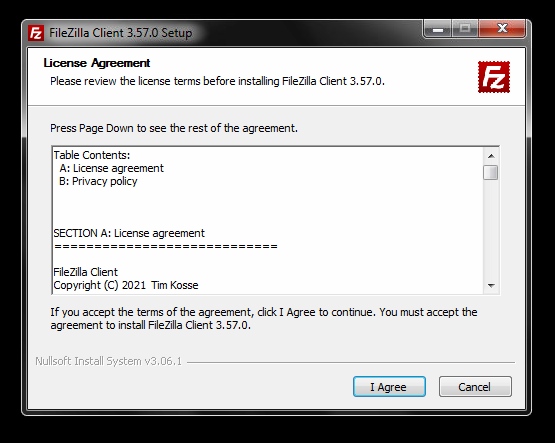 FZ FileZilla Client 3.57.0 Setup
License Agreement
Please review the license terms before installing FileZilla Client 3.57.0.
FZ
Press Page Down to see the rest of the agreement.
Table Contents:
A: License agreement
B: Privacy policy
SECTION A: License agreement
=============================
FileZilla Client
Copyright (C) 2021 Tim Kosse
If you accept the terms of the agreement, click I Agree to continue. You must accept the
agreement to install FileZilla Client 3.57.0.
Nullsoft Install System v3.06.1
I Agree
Cancel